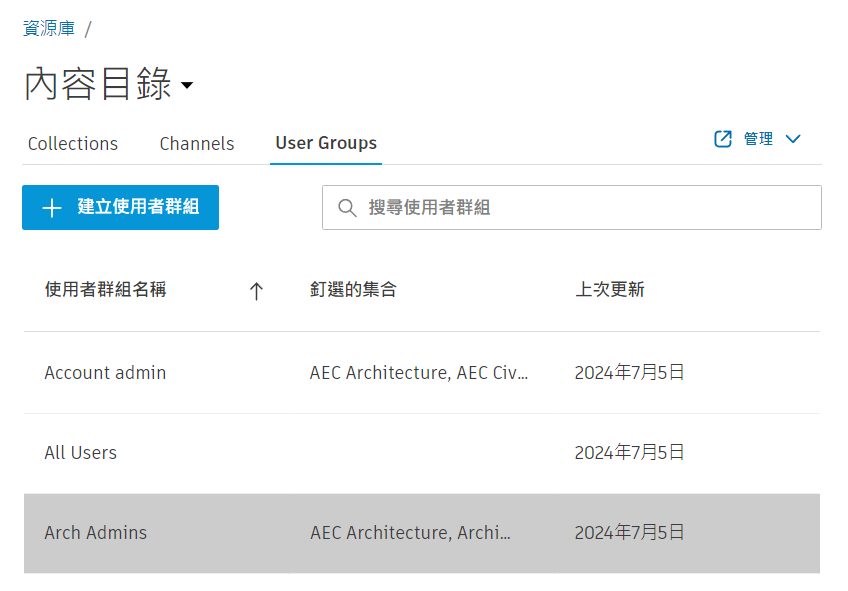 資源庫 /
內容目錄
Collections Channels User Groups 管理
建立使用者群組 搜尋使用者群組
使用者群組名稱 釘選的集合 上次更新
Account admin AEC Architecture, AEC Civ... 2024年7月5日
All Users 2024年7月5日
Arch Admins AEC Architecture, Archi... 2024年7月5日